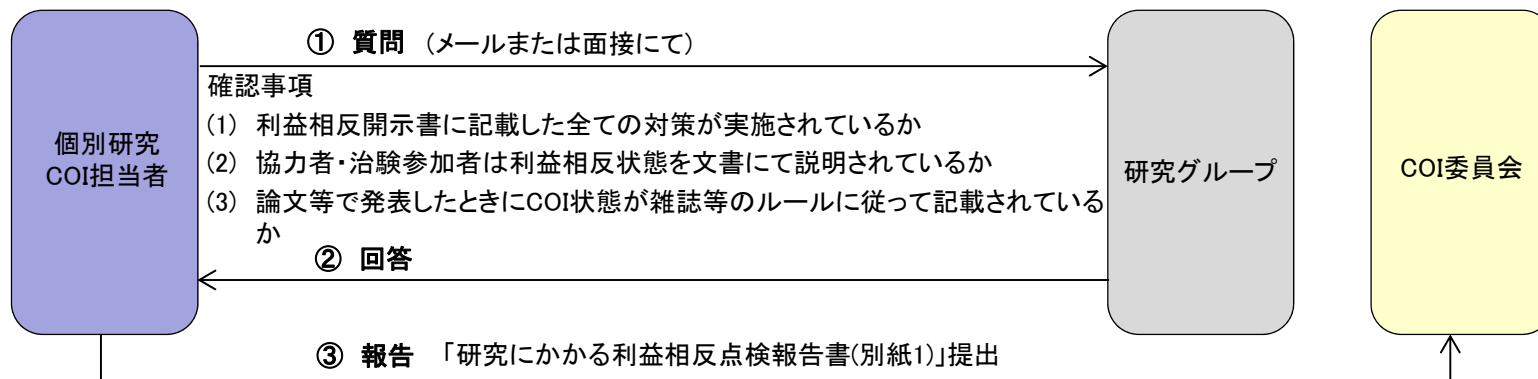 ① 質問 (メールまたは面接にて)
確認事項
(1) 利益相反開示書に記載した全ての対策が実施されているか
(2) 協力者・治験参加者は利益相反状態を文書にて説明されているか
(3) 論文等で発表したときにCOI状態が雑誌等のルールに従って記載されている
か
② 回答
個別研究
COI担当者
研究グループ
COI委員会
③ 報告 「研究にかかる利益相反点検報告書(別紙1)」提出